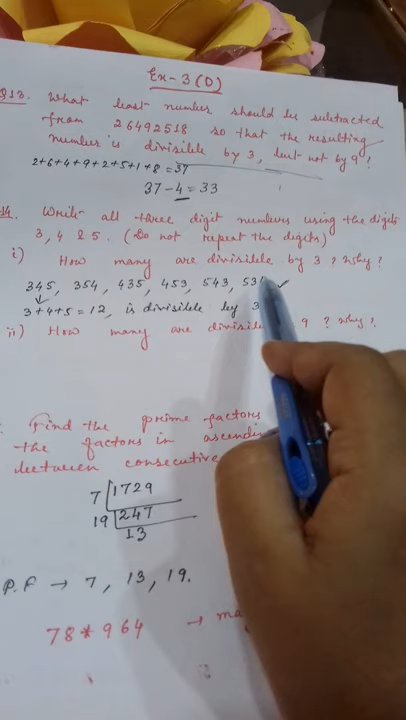 Ex-3(D)
Q13. What least number should be subtracted
from 26492518 so that the resulting
number is divisible by 3, but not by 9?
2+6+4+9+2+5+1+8=37
37-4=33
14. Write all three digit numbers using the digits
3, 4 & 5. (Do not repeat the digits)
i) How many are divisible by 3? Why?
345, 354, 435, 453, 543, 534 ✓
3+4+5=12, is divisible by 3
ii) How many are divisible 9? Why?
Find the prime factors
the factors in
between consecutive
7 1729
19 247
13
P.F → 7, 13, 19.
78*964 →